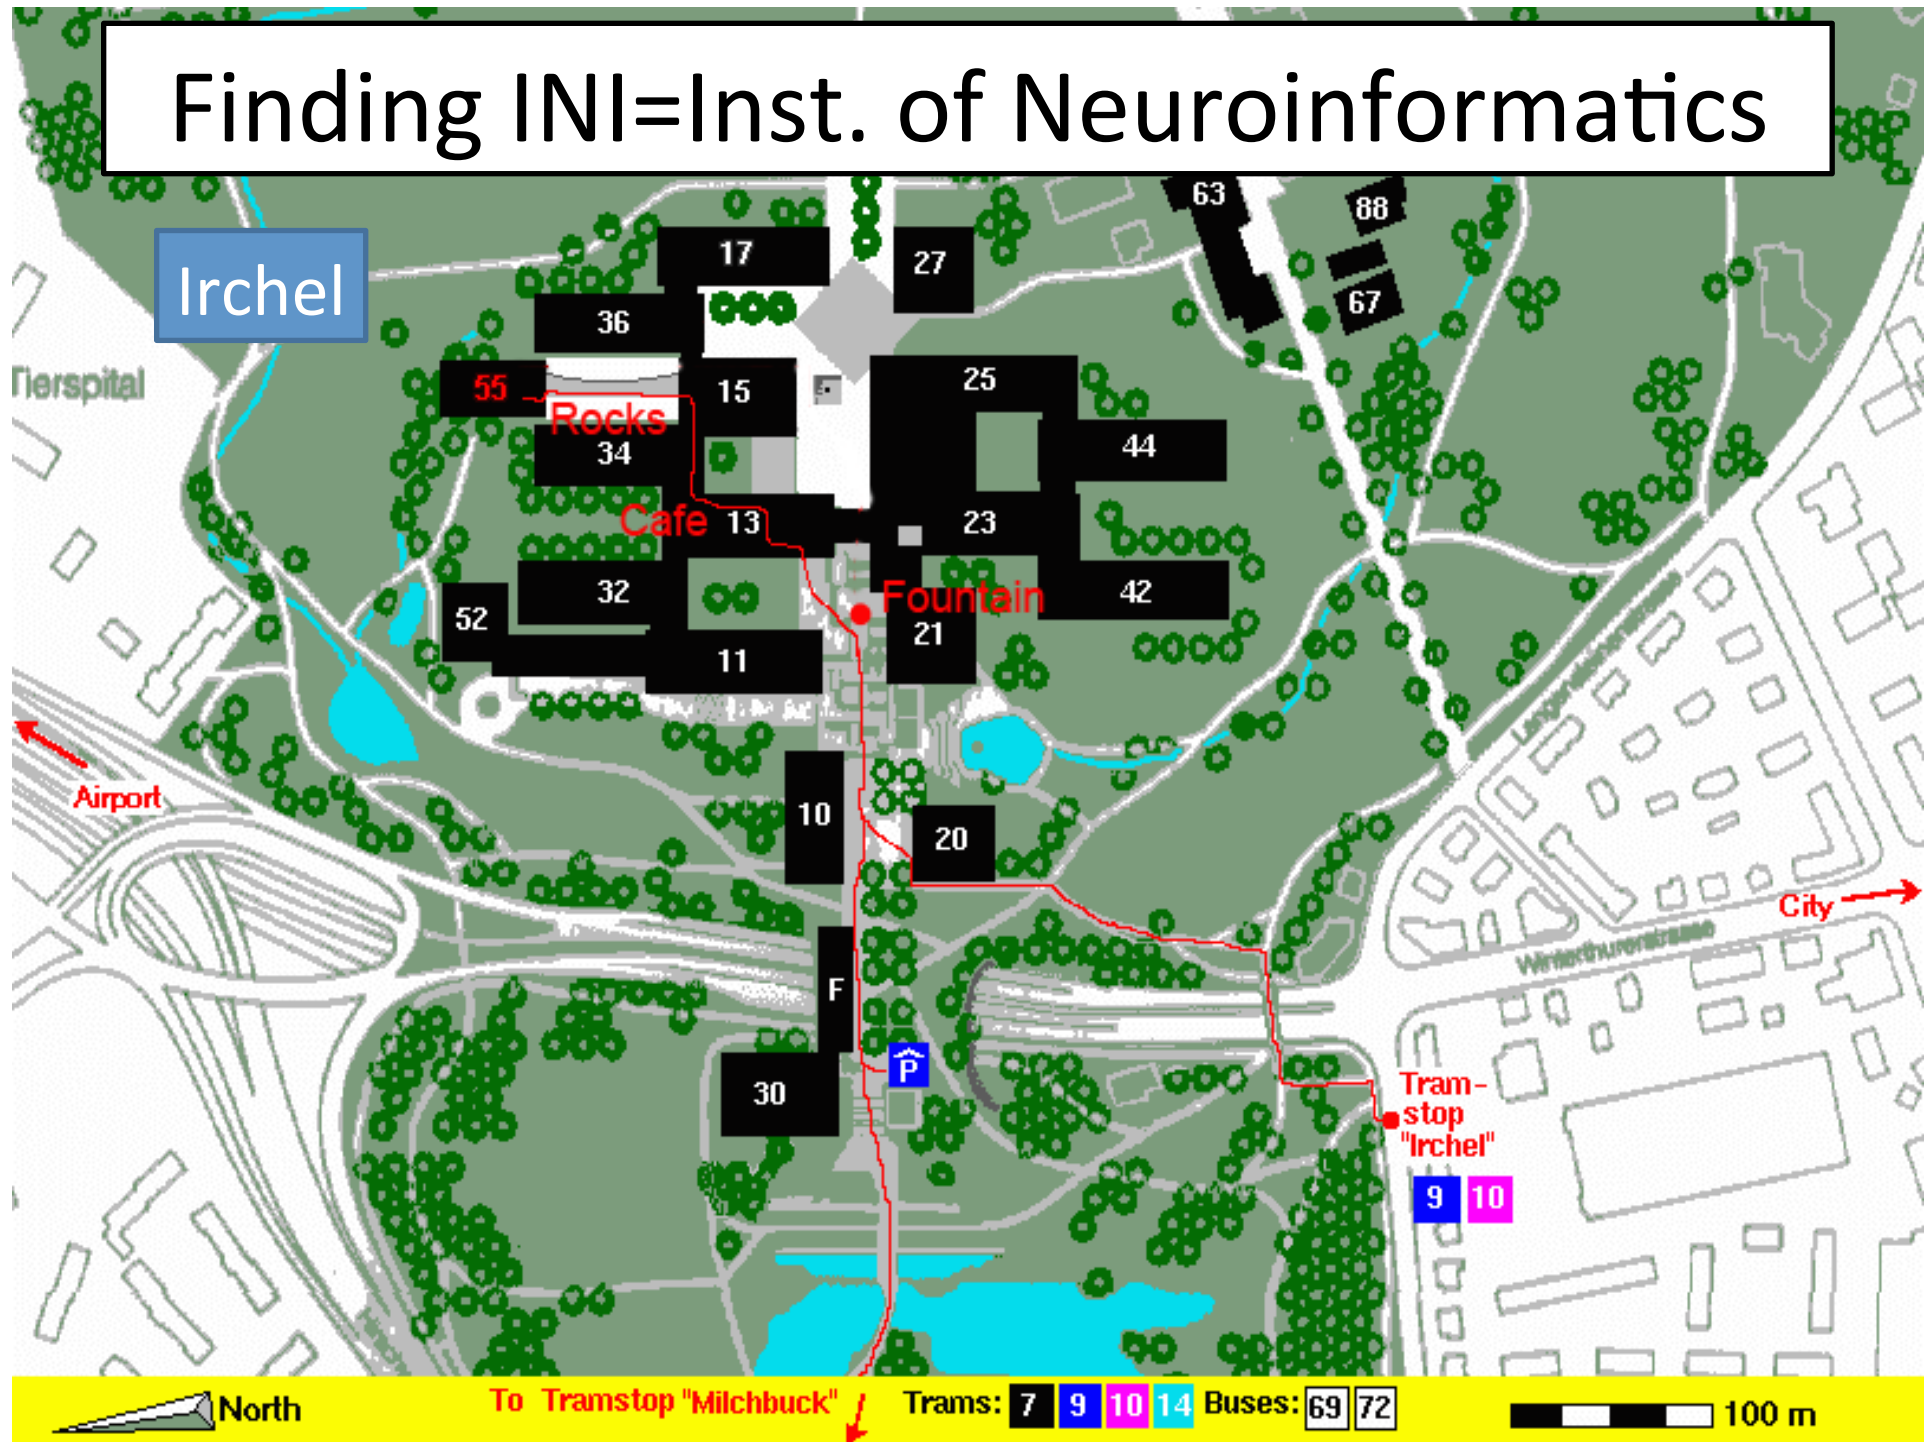 Finding INI=Inst. of Neuroinformatics
Irchel
63
88
17
27
67
36
Tierspital
55
15
25
Rocks
34
44
Cafe
13
23
32
52
Fountain
42
21
11
Airport
10
20
City
Winterthurerstrasse
F
P
30
Tram-
stop
"Irchel"
9 10
North
To Tramstop "Milchbuck"
Trams: 7 9 10 14 Buses: 69 72
100 m